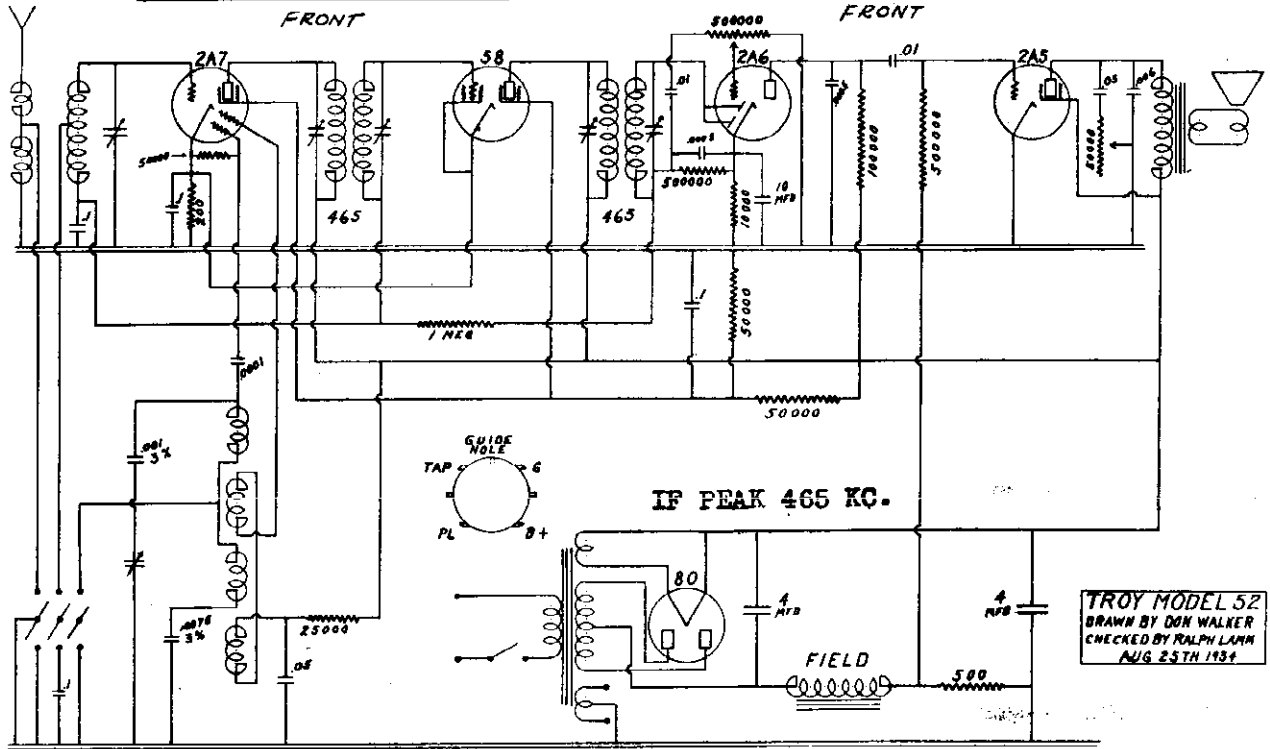 FRONT
FRONT
2A7
58
2A6
2A5
500000
.01
.01
.05
.006
50000
.1
200
.1
465
465
500000
10000
10
MFD
100000
500000
50000
.1
50000
1 MEG
.0001
50000
.001
3%
GUIDE
HOLE
TAP
G
PL
B+
IF PEAK 465 KC.
80
4
MFD
4
MFD
3%
25000
.05
.1
FIELD
500
TROY MODEL 52
DRAWN BY DON WALKER
CHECKED BY RALPH LAMM
AUG 25TH 1934